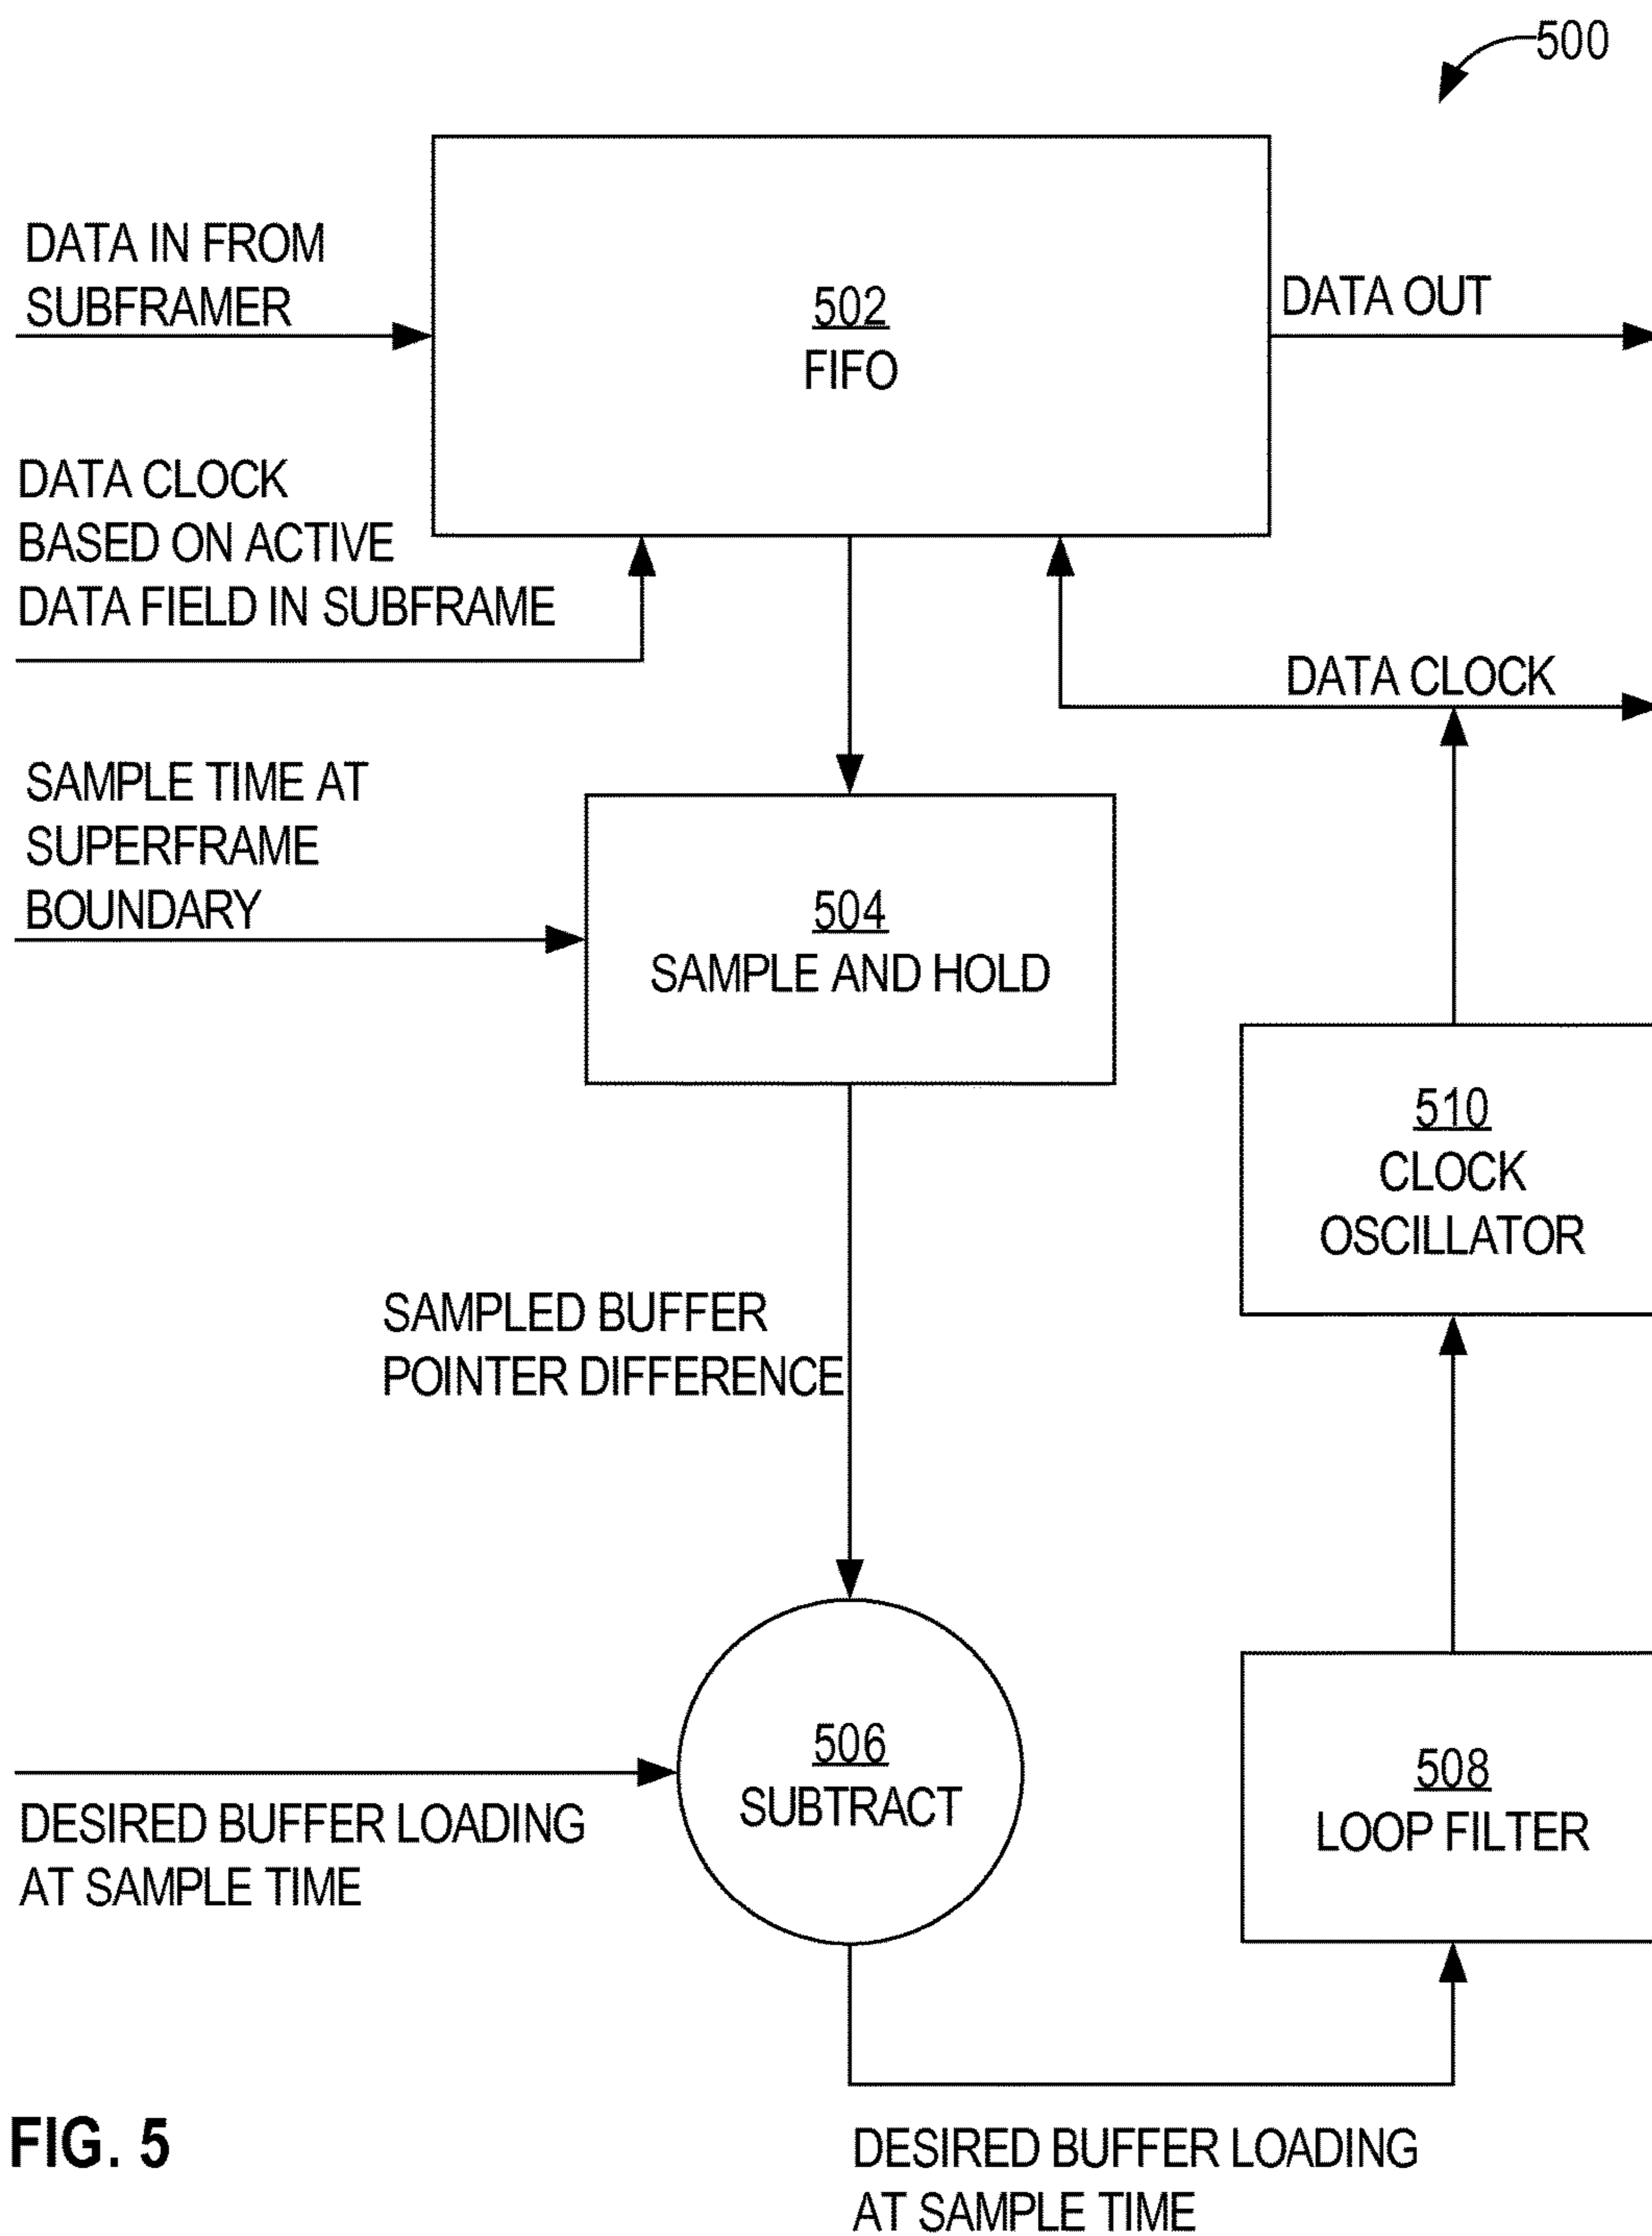 500
DATA IN FROM
SUBFRAMER
502
FIFO
DATA OUT
DATA CLOCK
BASED ON ACTIVE
DATA FIELD IN SUBFRAME
DATA CLOCK
SAMPLE TIME AT
SUPERFRAME
BOUNDARY
504
SAMPLE AND HOLD
510
CLOCK
OSCILLATOR
SAMPLED BUFFER
POINTER DIFFERENCE
506
SUBTRACT
508
LOOP FILTER
DESIRED BUFFER LOADING
AT SAMPLE TIME
DESIRED BUFFER LOADING
AT SAMPLE TIME
FIG. 5